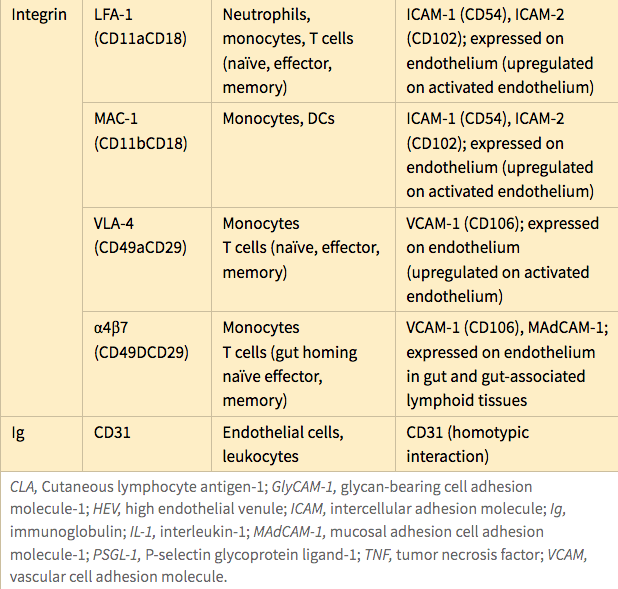 Integrin
LFA-1
(CD11aCD18)
Neutrophils,
monocytes, T cells
(naïve, effector,
memory)
ICAM-1 (CD54), ICAM-2
(CD102); expressed on
endothelium (upregulated
on activated endothelium)
MAC-1
(CD11bCD18)
Monocytes, DCs
ICAM-1 (CD54), ICAM-2
(CD102); expressed on
endothelium (upregulated
on activated endothelium)
VLA-4
(CD49aCD29)
Monocytes
T cells (naïve, effector,
memory)
VCAM-1 (CD106); expressed
on endothelium
(upregulated on activated
endothelium)
α4β7
(CD49DCD29)
Monocytes
T cells (gut homing
naïve effector,
memory)
VCAM-1 (CD106), MAdCAM-1;
expressed on endothelium
in gut and gut-associated
lymphoid tissues
Ig
CD31
Endothelial cells,
leukocytes
CD31 (homotypic
interaction)
CLA, Cutaneous lymphocyte antigen-1; GlyCAM-1, glycan-bearing cell adhesion
molecule-1; HEV, high endothelial venule; ICAM, intercellular adhesion molecule; Ig,
immunoglobulin; IL-1, interleukin-1; MAdCAM-1, mucosal adhesion cell adhesion
molecule-1; PSGL-1, P-selectin glycoprotein ligand-1; TNF, tumor necrosis factor; VCAM,
vascular cell adhesion molecule.